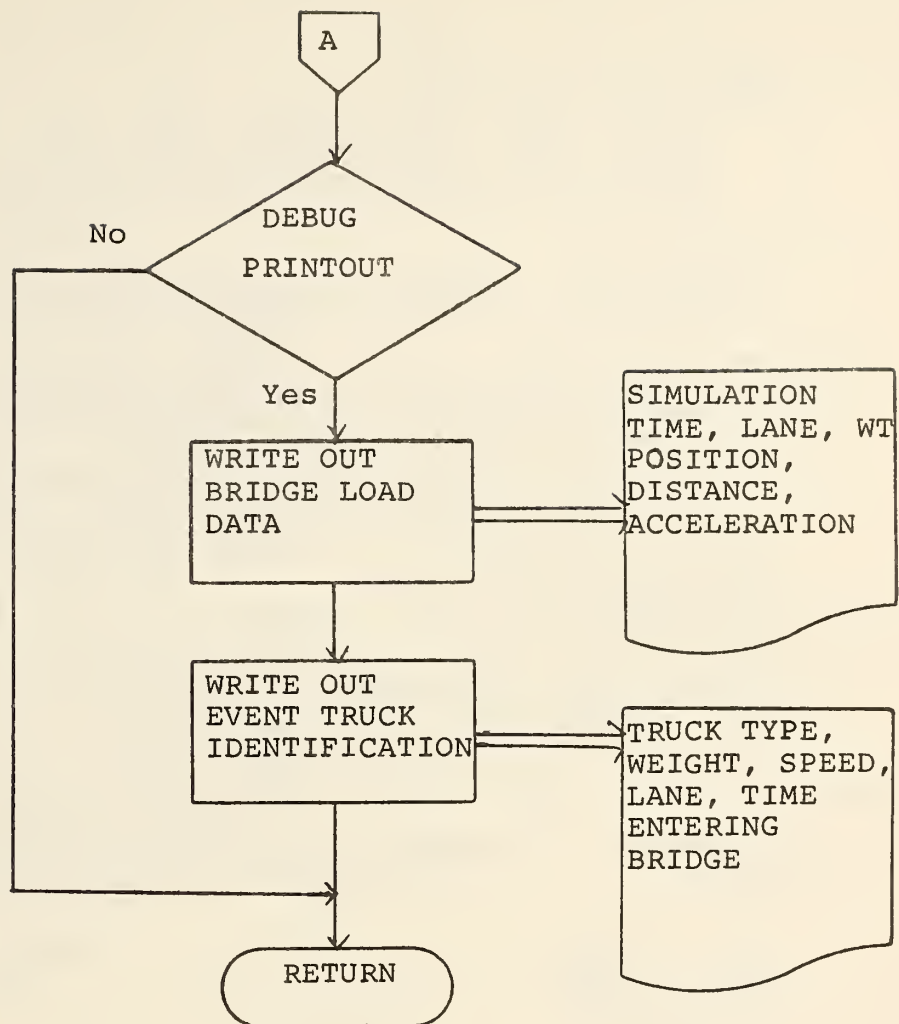 A
DEBUG
PRINTOUT
No
Yes
WRITE OUT
BRIDGE LOAD
DATA
SIMULATION
TIME, LANE, WT
POSITION,
DISTANCE,
ACCELERATION
WRITE OUT
EVENT TRUCK
IDENTIFICATION
TRUCK TYPE,
WEIGHT, SPEED,
LANE, TIME
ENTERING
BRIDGE
RETURN